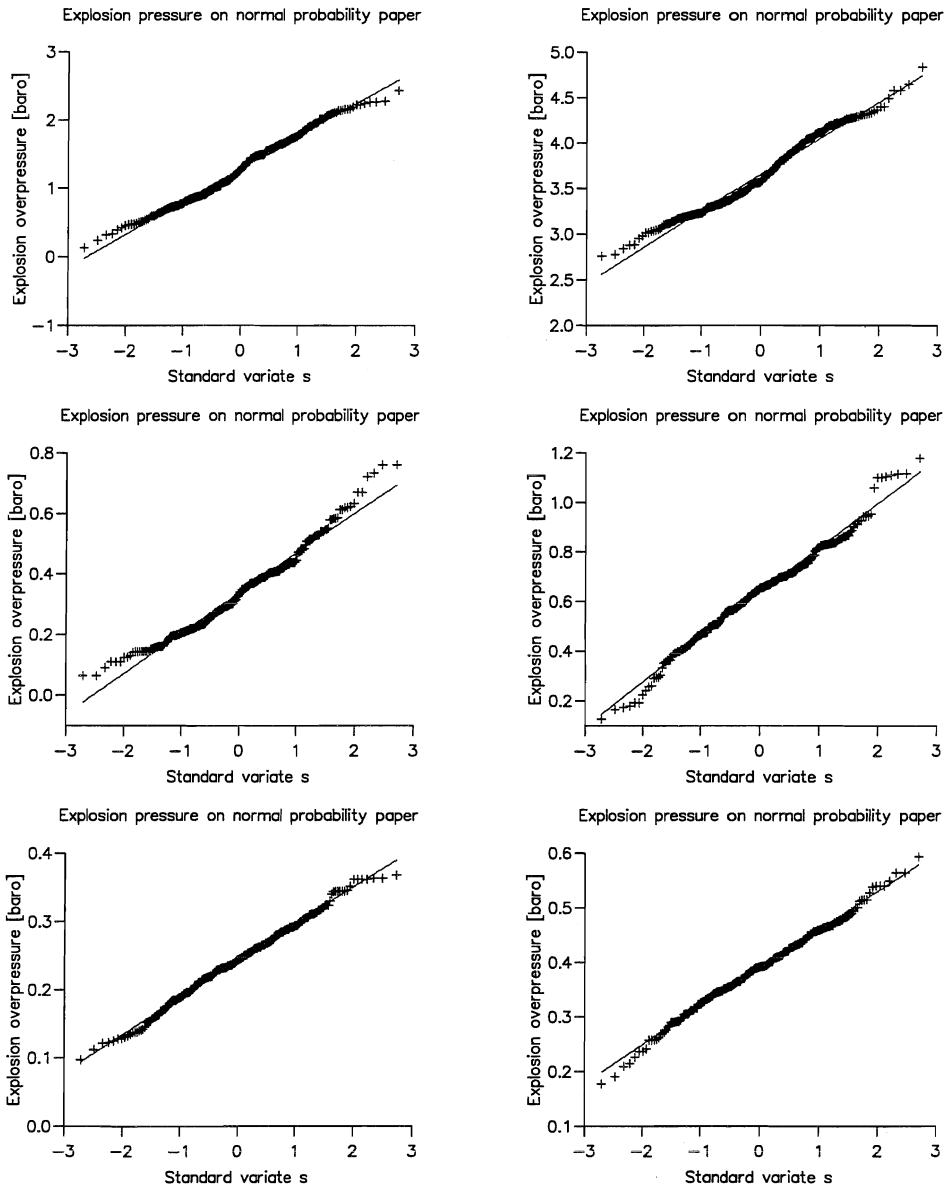 Explosion pressure on normal probability paper
Explosion overpressure [baro]
3
2
1
0
−1
−3 −2 −1 0 1 2 3
Standard variate s
Explosion pressure on normal probability paper
Explosion overpressure [baro]
5.0
4.5
4.0
3.5
3.0
2.5
2.0
−3 −2 −1 0 1 2 3
Standard variate s
Explosion pressure on normal probability paper
Explosion overpressure [baro]
0.8
0.6
0.4
0.2
0.0
−3 −2 −1 0 1 2 3
Standard variate s
Explosion pressure on normal probability paper
Explosion overpressure [baro]
1.2
1.0
0.8
0.6
0.4
0.2
−3 −2 −1 0 1 2 3
Standard variate s
Explosion pressure on normal probability paper
Explosion overpressure [baro]
0.4
0.3
0.2
0.1
0.0
−3 −2 −1 0 1 2 3
Standard variate s
Explosion pressure on normal probability paper
Explosion overpressure [baro]
0.6
0.5
0.4
0.3
0.2
0.1
−3 −2 −1 0 1 2 3
Standard variate s